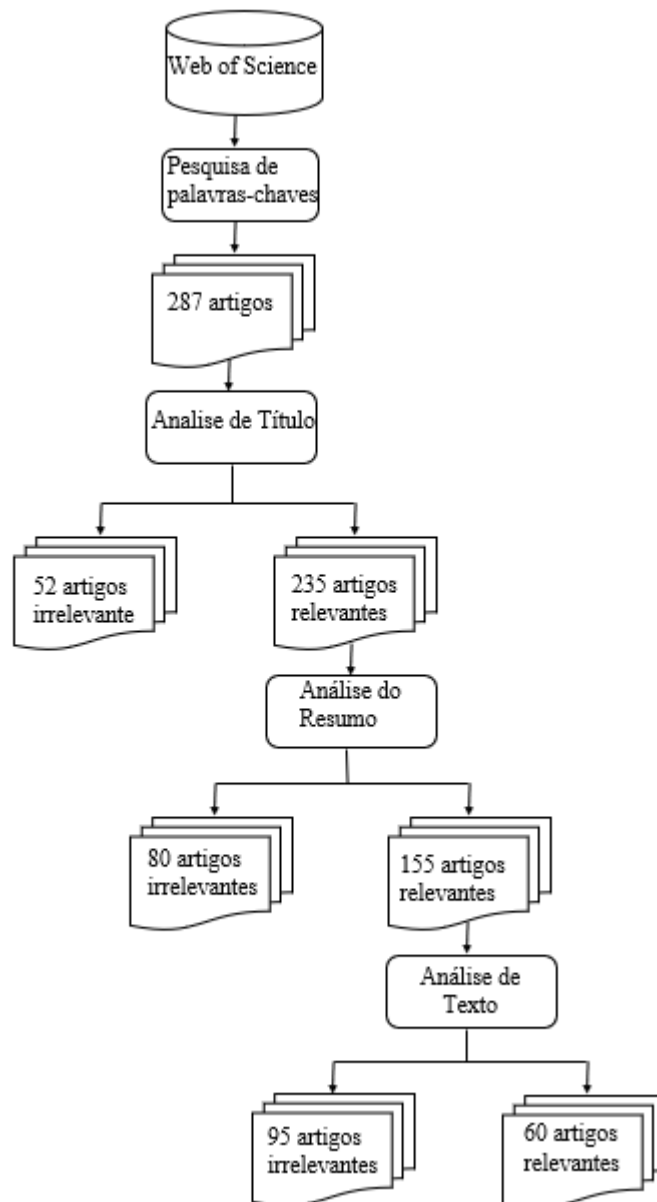 Web of Science
Pesquisa de
palavras-chaves
287 artigos
Analise de Título
52 artigos
irrelevante
235 artigos
relevantes
Análise do
Resumo
80 artigos
irrelevantes
155 artigos
relevantes
Análise de
Texto
95 artigos
irrelevantes
60 artigos
relevantes